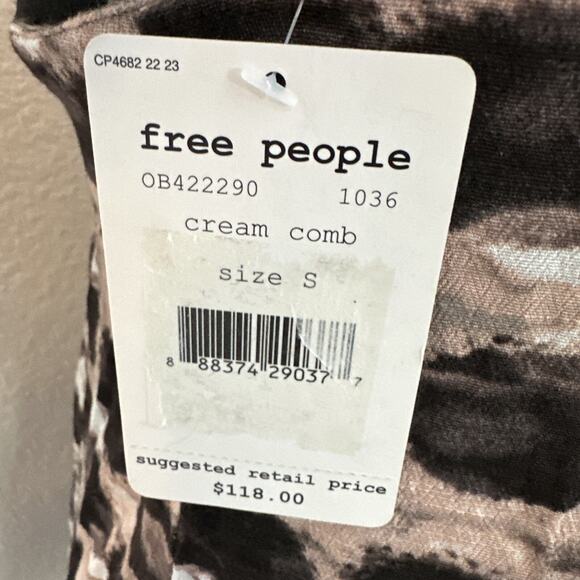 CP4682 22 23
free people
OB422290 1036
cream comb
size S
8 88374 29037 7
suggested retail price
$118.00